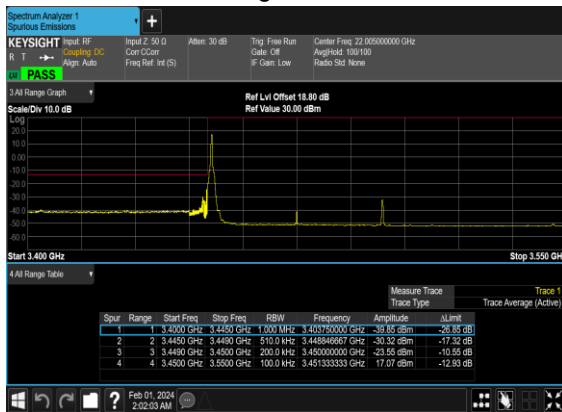 Spectrum Analyzer 1
Spurious Emissions
KEYSIGHT Input: RF Input Z: 50 Ω Atten: 30 dB Trig: Free Run Center Freq: 22.005000000 GHz
R T Coupling: DC Corr CCorr Gate: Off Avg|Hold: 100/100
Align: Auto Freq Ref: Int (S) IF Gain: Low Radio Std: None
PASS
3 All Range Graph
Ref Lvl Offset 18.80 dB
Scale/Div 10.0 dB Ref Value 30.00 dBm
Log
20.0
10.0
0.00
-10.0
-20.0
-30.0
-40.0
-50.0
-60.0
Start 3.400 GHz Stop 3.550 GH
4 All Range Table
Measure Trace Trace 1
Trace Type Trace Average (Active)
Spur Range Start Freq Stop Freq RBW Frequency Amplitude ΔLimit
1 1 3.4000 GHz 3.4450 GHz 1.000 MHz 3.403750000 GHz -39.85 dBm -26.85 dB
2 2 3.4450 GHz 3.4490 GHz 510.0 kHz 3.448846667 GHz -30.32 dBm -17.32 dB
3 3 3.4490 GHz 3.4500 GHz 200.0 kHz 3.450000000 GHz -23.55 dBm -10.55 dB
4 4 3.4500 GHz 3.5500 GHz 100.0 kHz 3.451333333 GHz 17.07 dBm -12.93 dB
Feb 01, 2024
2:02:03 AM